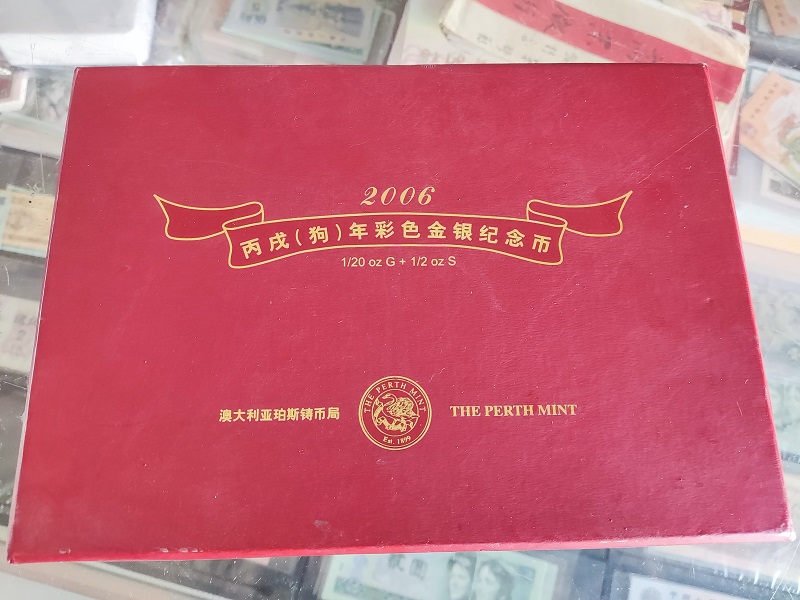 2006
丙戌(狗)年彩色金银纪念币
1/20 oz G + 1/2 oz S
澳大利亚珀斯铸币局
THE PERTH MINT
Est. 1899
THE PERTH MINT